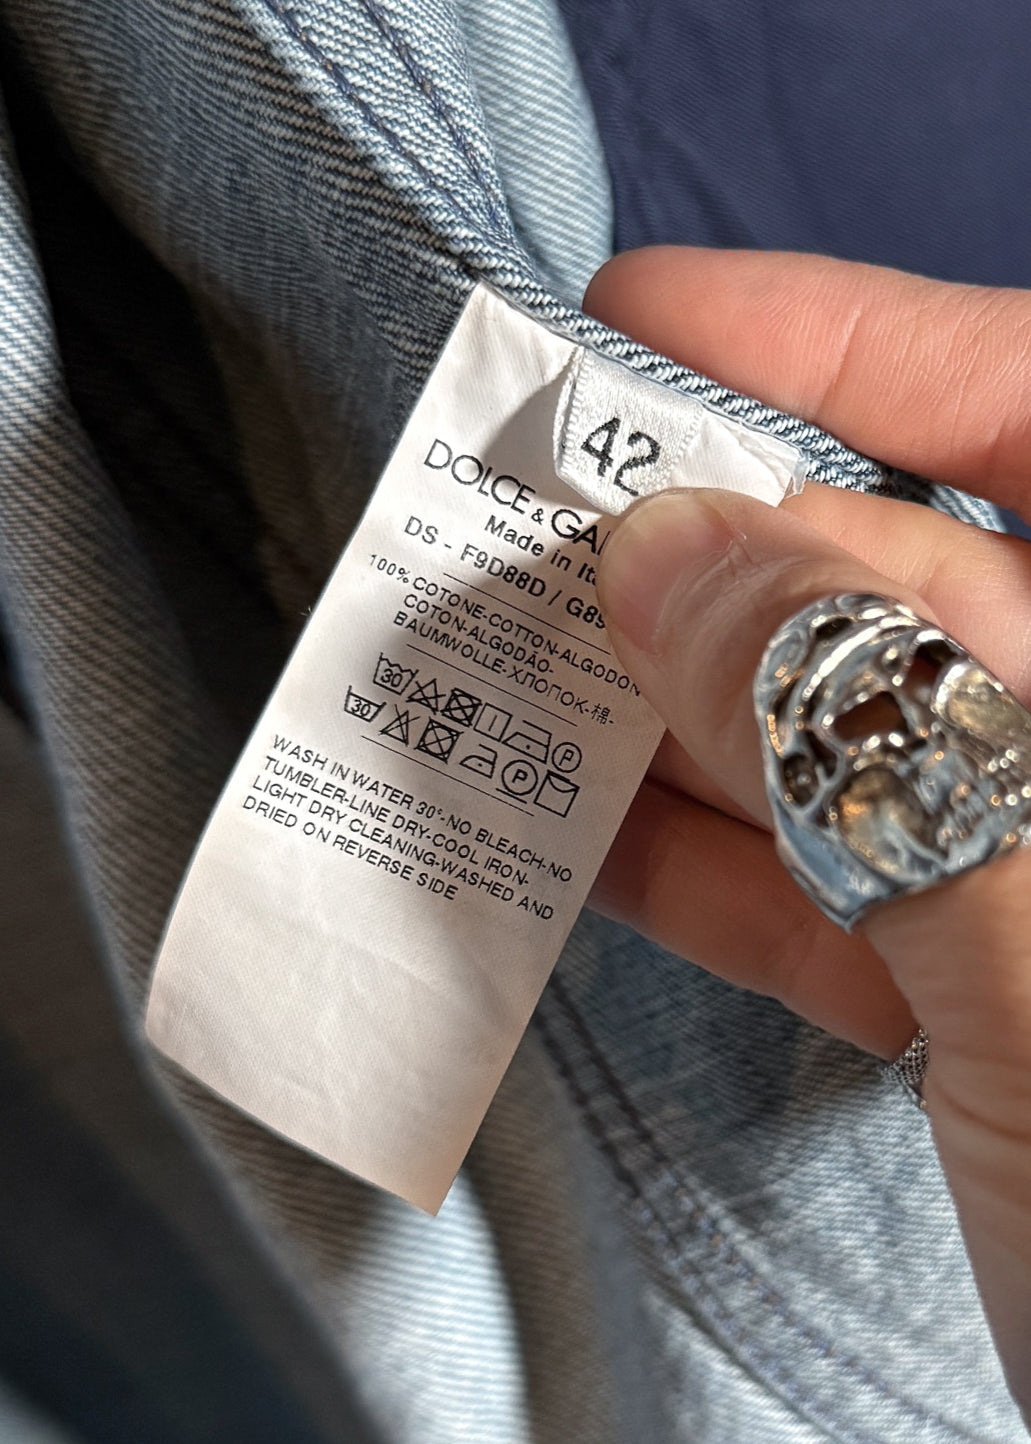 42
DOLCE & GA
Made in It
DS - F9D88D / G89
100% COTONE-COTTON-ALGODON
COTON-ALGODÃO-
BAUMWOLLE-ХЛОПОК-棉-
30
30
WASH IN WATER 30°-NO BLEACH-NO
TUMBLER-LINE DRY-COOL IRON-
LIGHT DRY CLEANING-WASHED AND
DRIED ON REVERSE SIDE